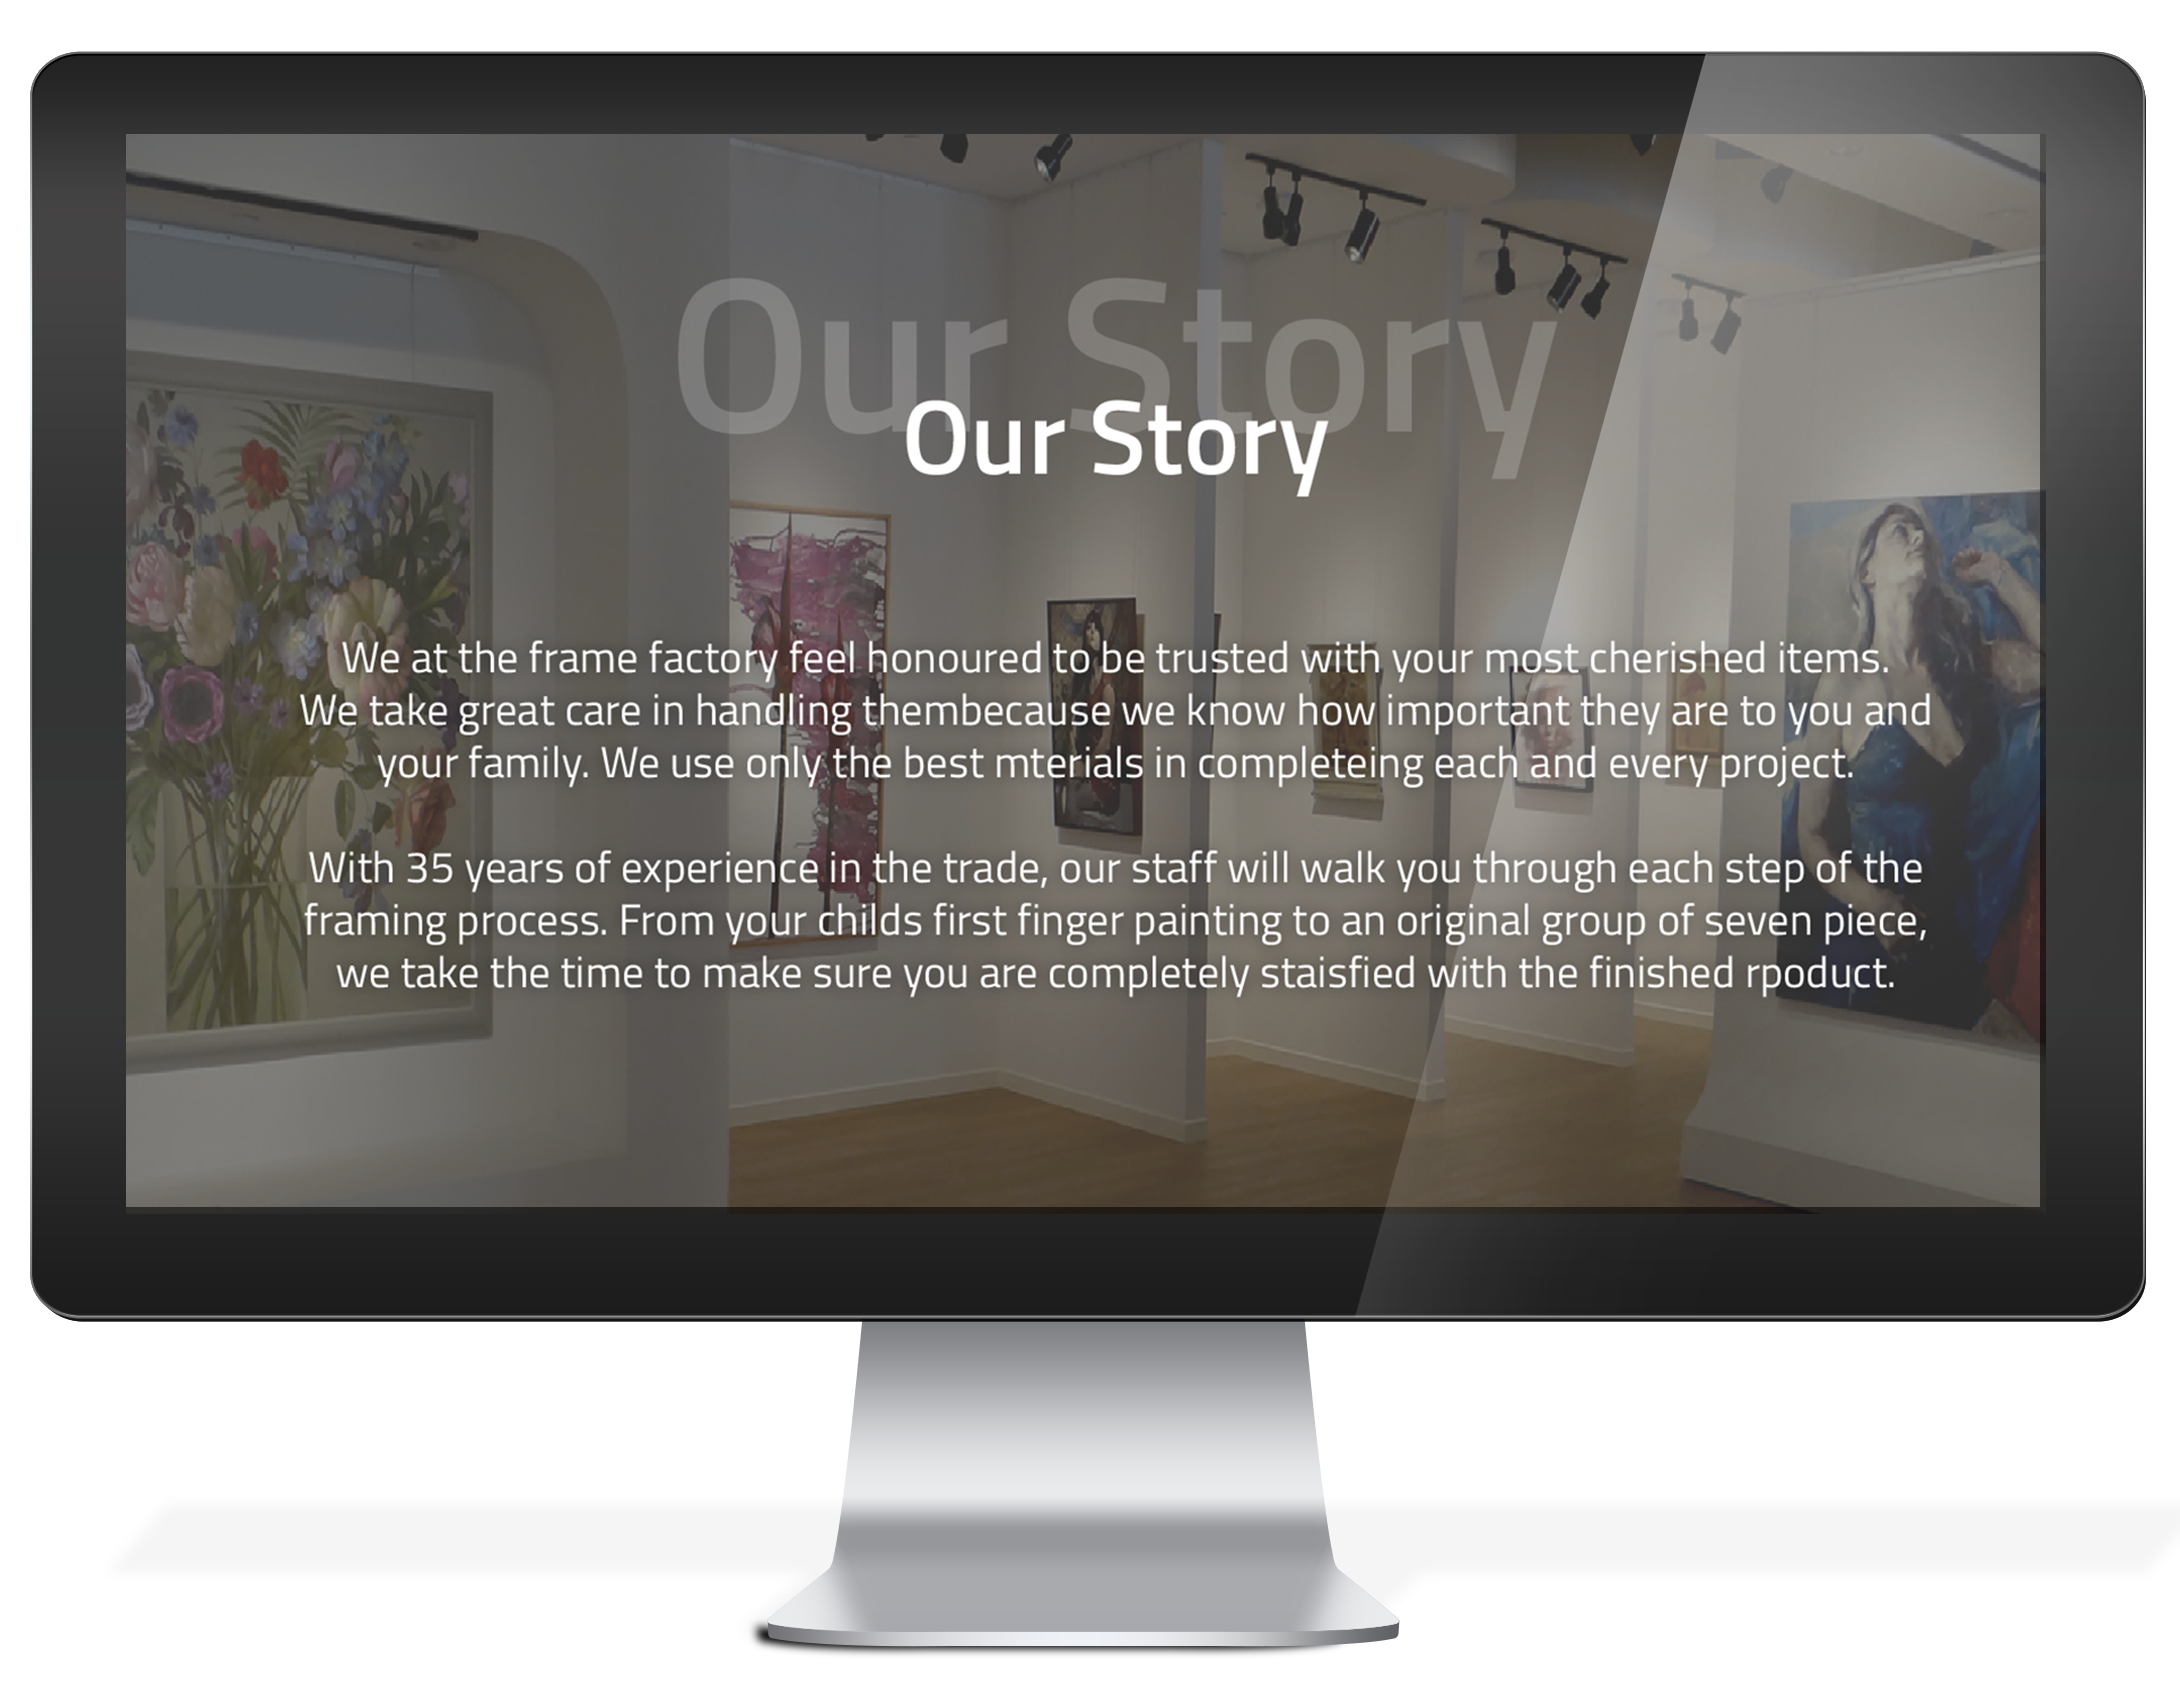 Our Story
Our Story
We at the frame factory feel honoured to be trusted with your most cherished items.
We take great care in handling thembecause we know how important they are to you and
your family. We use only the best mterials in completeing each and every project.
With 35 years of experience in the trade, our staff will walk you through each step of the
framing process. From your childs first finger painting to an original group of seven piece,
we take the time to make sure you are completely staisfied with the finished rpoduct.